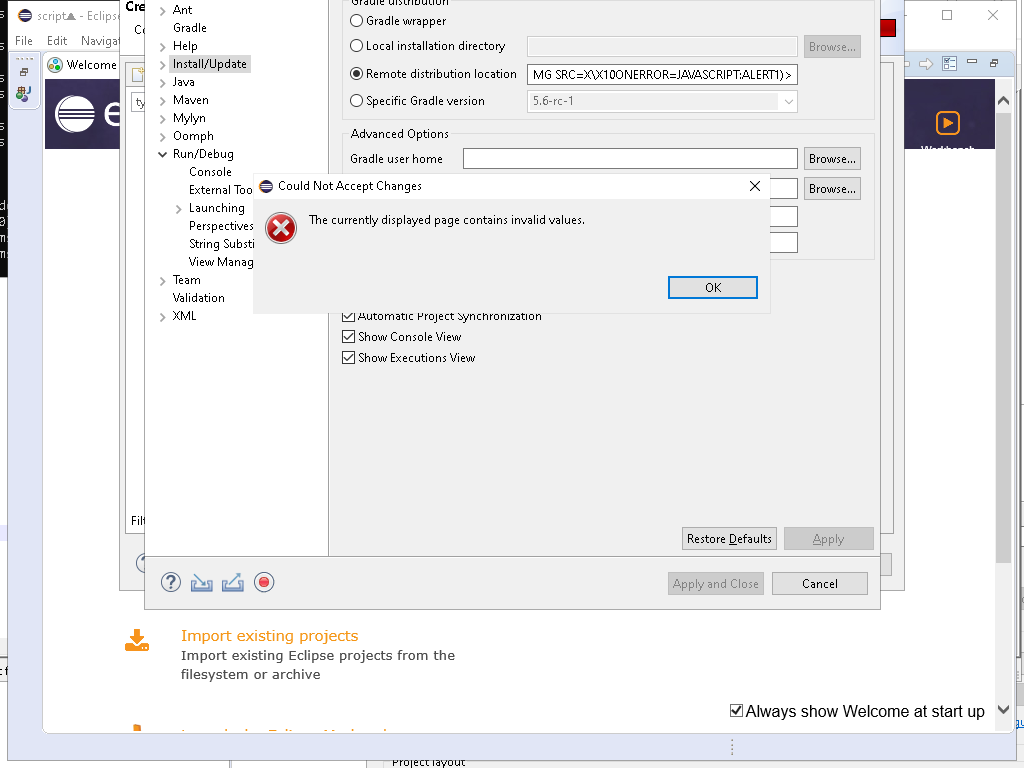 script▲ - Eclipse
File Edit Navigat
Welcome
Cre
Ant
Gradle
Help
Install/Update
Java
Maven
Mylyn
Oomph
Run/Debug
Console
External Too
Launching
Perspectives
String Substi
View Manag
Team
Validation
XML
Gradle distribution
Gradle wrapper
Local installation directory
Browse...
Remote distribution location
MG SRC=X\X10ONERROR=JAVASCRIPT:ALERT1)>
Specific Gradle version
5.6-rc-1
Advanced Options
Gradle user home
Browse...
Browse...
Could Not Accept Changes
The currently displayed page contains invalid values.
OK
Automatic Project Synchronization
Show Console View
Show Executions View
Restore Defaults
Apply
Apply and Close
Cancel
Workbench
Import existing projects
Import existing Eclipse projects from the
filesystem or archive
Always show Welcome at start up
Project layout